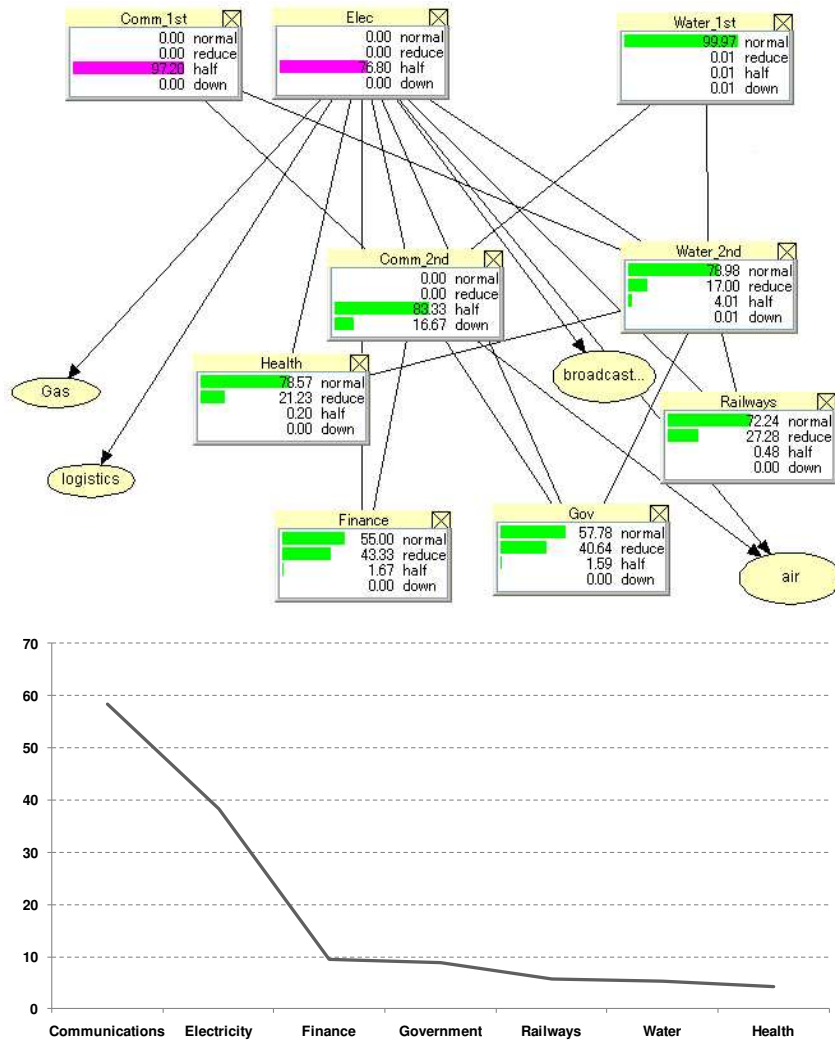 Comm_1st
0.00 normal
0.00 reduce
97.20 half
0.00 down
Elec
0.00 normal
0.00 reduce
76.80 half
0.00 down
Water_1st
99.97 normal
0.01 reduce
0.01 half
0.01 down
Comm_2nd
0.00 normal
0.00 reduce
83.33 half
16.67 down
Water_2nd
78.98 normal
17.00 reduce
4.01 half
0.01 down
Health
78.57 normal
21.23 reduce
0.20 half
0.00 down
Gas
broadcast...
Railways
72.24 normal
27.28 reduce
0.48 half
0.00 down
logistics
Finance
55.00 normal
43.33 reduce
1.67 half
0.00 down
Gov
57.78 normal
40.64 reduce
1.59 half
0.00 down
air
70
60
50
40
30
20
10
0
Communications Electricity Finance Government Railways Water Health